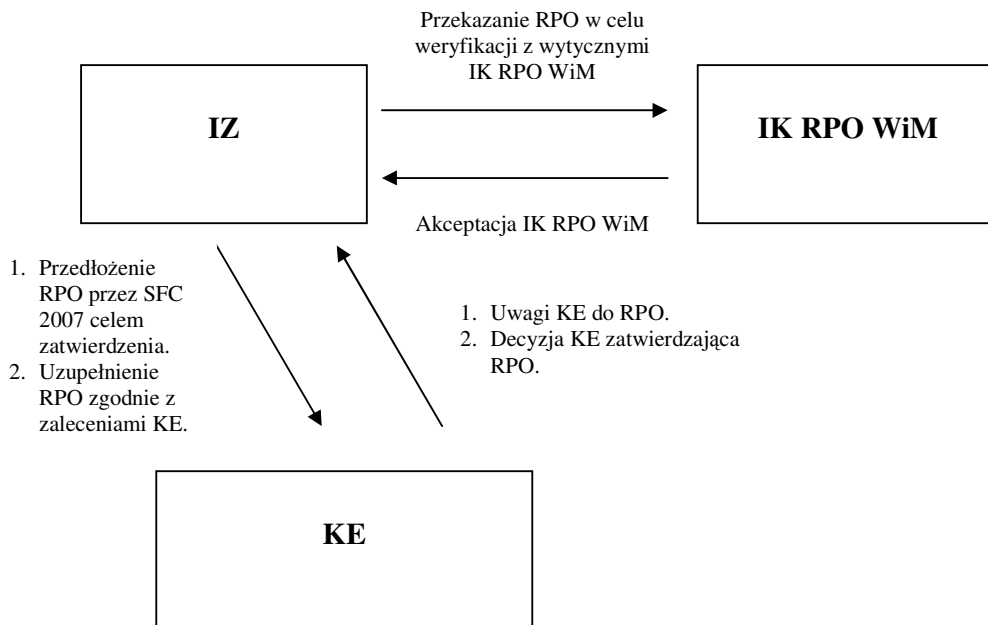 Przekazanie RPO w celu
weryfikacji z wytycznymi
IK RPO WiM
IZ
IK RPO WiM
Akceptacja IK RPO WiM
1. Przedłożenie
RPO przez SFC
2007 celem
zatwierdzenia.
2. Uzupełnienie
RPO zgodnie z
zaleceniami KE.
1. Uwagi KE do RPO.
2. Decyzja KE zatwierdzająca
RPO.
KE